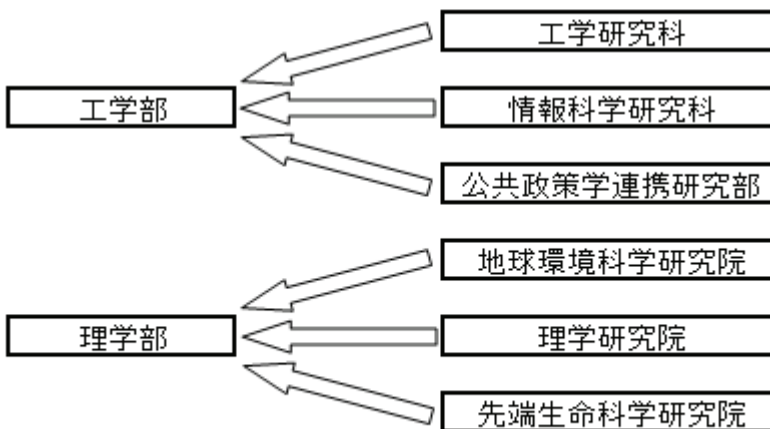 工学研究科
工学部
情報科学研究科
公共政策学連携研究部
地球環境科学研究院
理学部
理学研究院
先端生命科学研究院